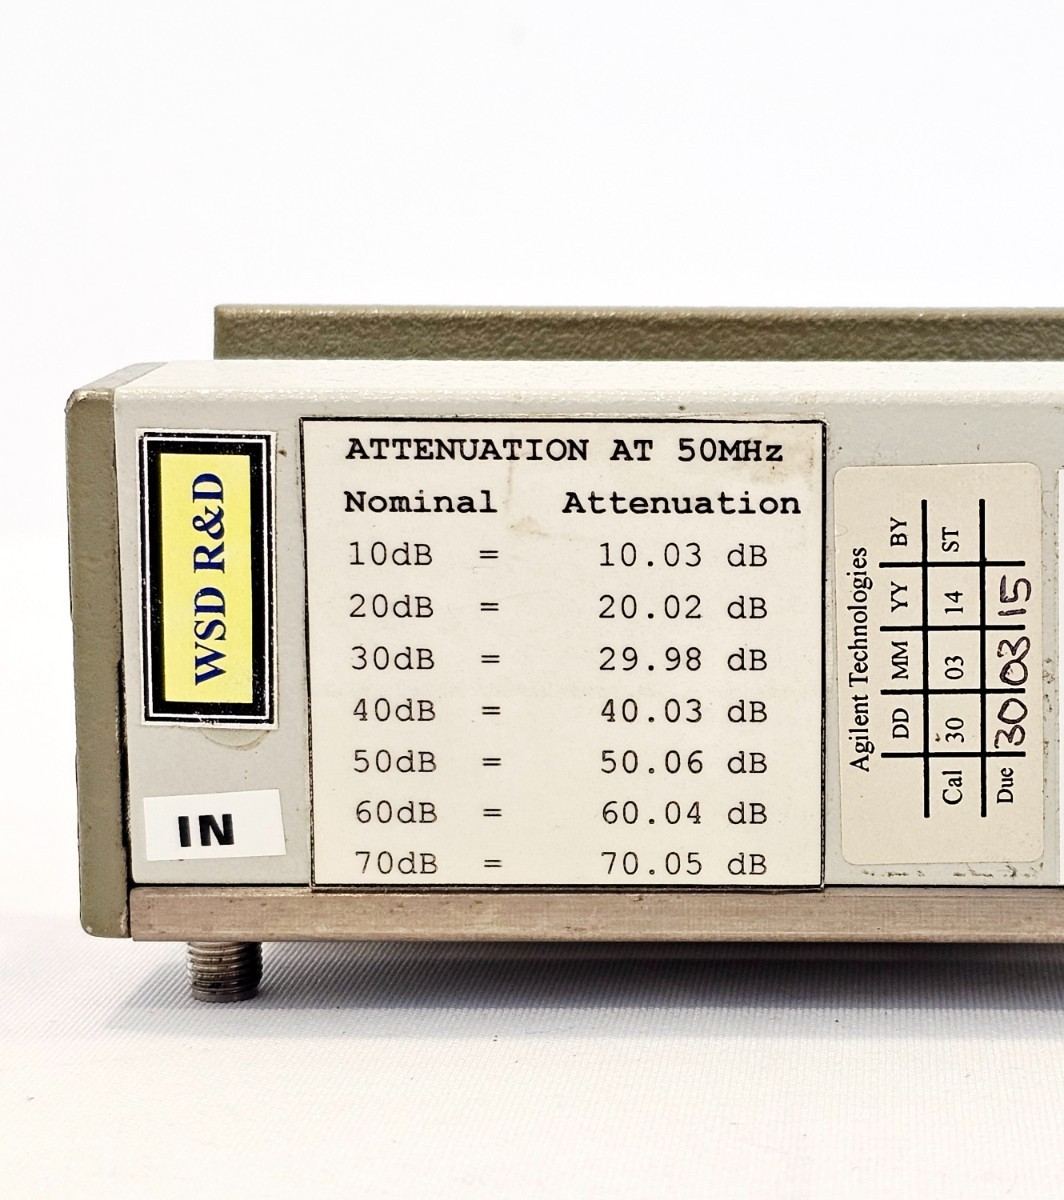 WSD R&D
IN
ATTENUATION AT 50MHz
Nominal Attenuation
10dB = 10.03 dB
20dB = 20.02 dB
30dB = 29.98 dB
40dB = 40.03 dB
50dB = 50.06 dB
60dB = 60.04 dB
70dB = 70.05 dB
Agilent Technologies
DD MM YY BY
Cal 30 03 14 ST
Due 30 03 15